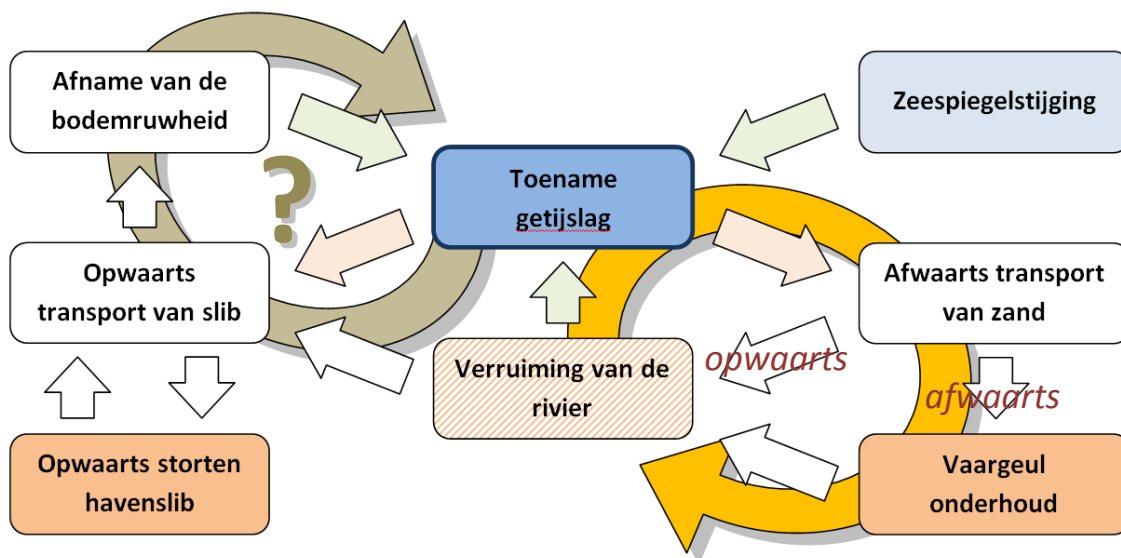 Afname van de
bodemruwheid
Zeespiegelstijging
?
Toename
getijslag
Opwaarts
transport van slib
Afwaarts transport
van zand
Verruiming van de
rivier
opwaarts
afwaarts
Opwaarts storten
havenslib
Vaargeul
onderhoud